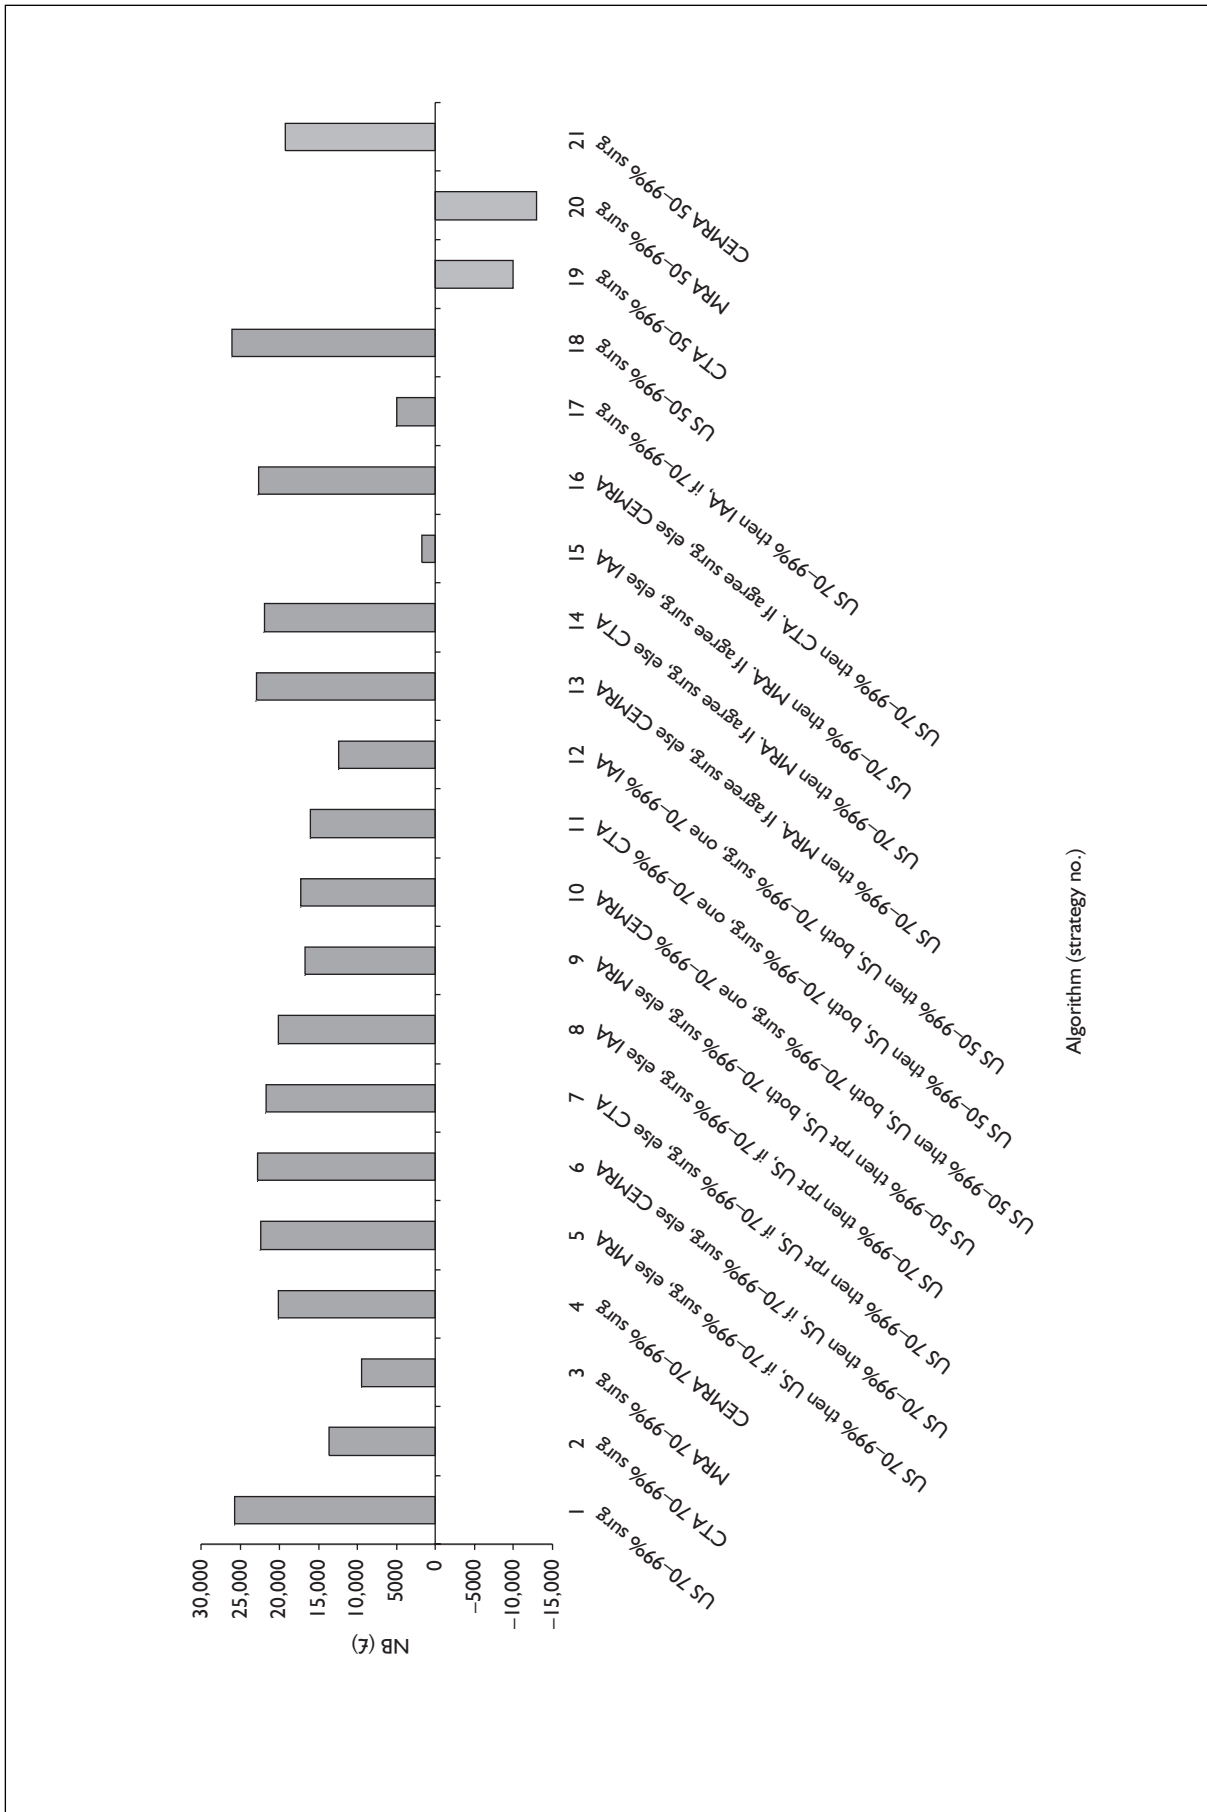 NB (£)
30,000
25,000
20,000
15,000
10,000
5000
0
−5000
−10,000
−15,000
1
US 70–99% surg
2
CTA 70–99% surg
3
MRA 70–99% surg
4
CEMRA 70–99% surg
5
US 70–99% then US, if 70–99% surg, else MRA
6
US 70–99% then US, if 70–99% surg, else CEMRA
7
US 70–99% then rpt US, if 70–99% surg, else CTA
8
US 70–99% then rpt US, if 70–99% surg, else IAA
9
US 50–99% then rpt US, both 70–99% surg, else MRA
10
US 50–99% then US, both 70–99% surg, one 70–99% CEMRA
11
US 50–99% then US, both 70–99% surg, one 70–99% CTA
12
US 50–99% then US, both 70–99% surg, one 70–99% IAA
13
US 70–99% then MRA. If agree surg, else CEMRA
14
US 70–99% then MRA. If agree surg, else CTA
15
US 70–99% then MRA. If agree surg, else IAA
16
US 70–99% then CTA. If agree surg, else CEMRA
17
US 70–99% then IAA, if 70–99% surg
18
US 50–99% surg
19
CTA 50–99% surg
20
MRA 50–99% surg
21
CEMRA 50–99% surg
Algorithm (strategy no.)